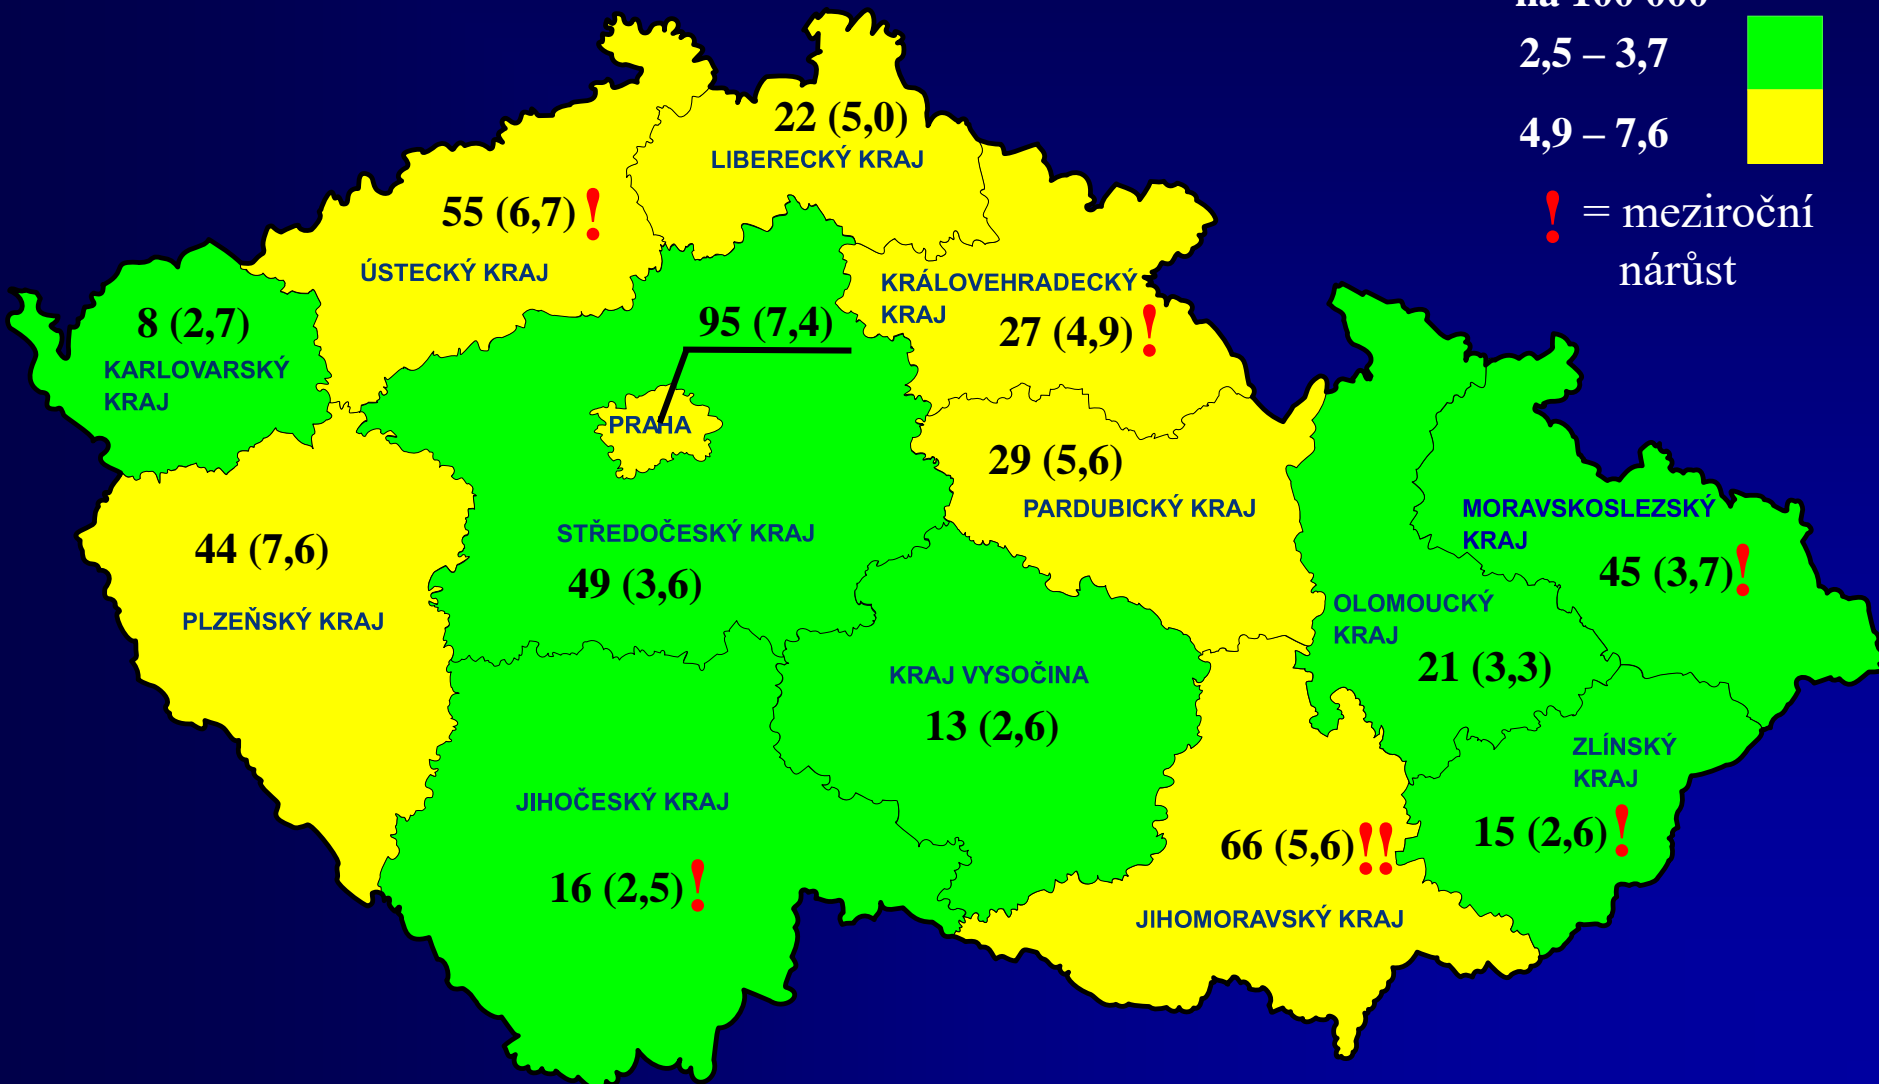 na 100 000
2,5 – 3,7
4,9 – 7,6
! = meziroční
nárůst
22 (5,0)
LIBERECKÝ KRAJ
55 (6,7) !
ÚSTECKÝ KRAJ
KRÁLOVEHRADECKÝ
KRAJ
27 (4,9) !
8 (2,7)
KARLOVARSKÝ
KRAJ
95 (7,4)
PRAHA
29 (5,6)
PARDUBICKÝ KRAJ
MORAVSKOSLEZSKÝ
KRAJ
45 (3,7) !
44 (7,6)
PLZEŇSKÝ KRAJ
STŘEDOČESKÝ KRAJ
49 (3,6)
OLOMOUCKÝ
KRAJ
21 (3,3)
KRAJ VYSOČINA
13 (2,6)
ZLÍNSKÝ
KRAJ
15 (2,6) !
JIHOČESKÝ KRAJ
16 (2,5) !
66 (5,6) !!
JIHOMORAVSKÝ KRAJ